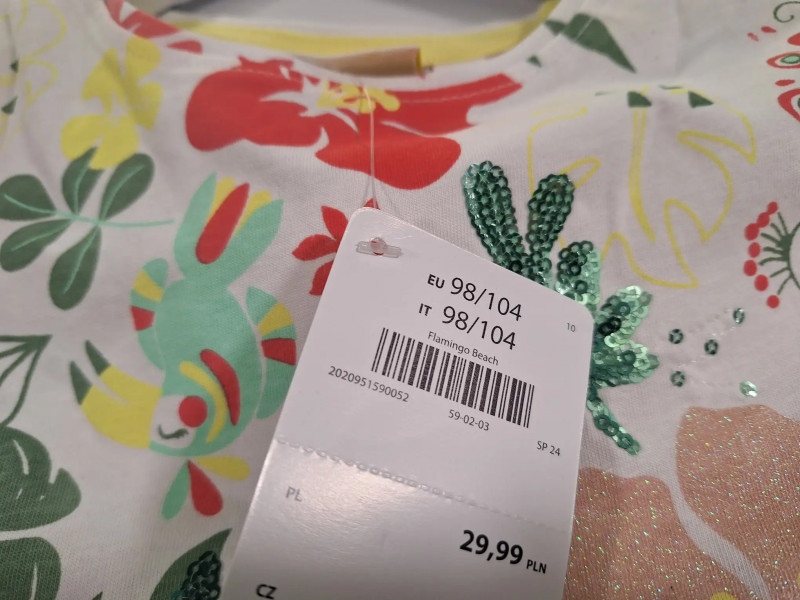 EU 98/104
IT 98/104
10
Flamingo Beach
2020951590052
59-02-03
SP 24
PL
29,99 PLN
CZ